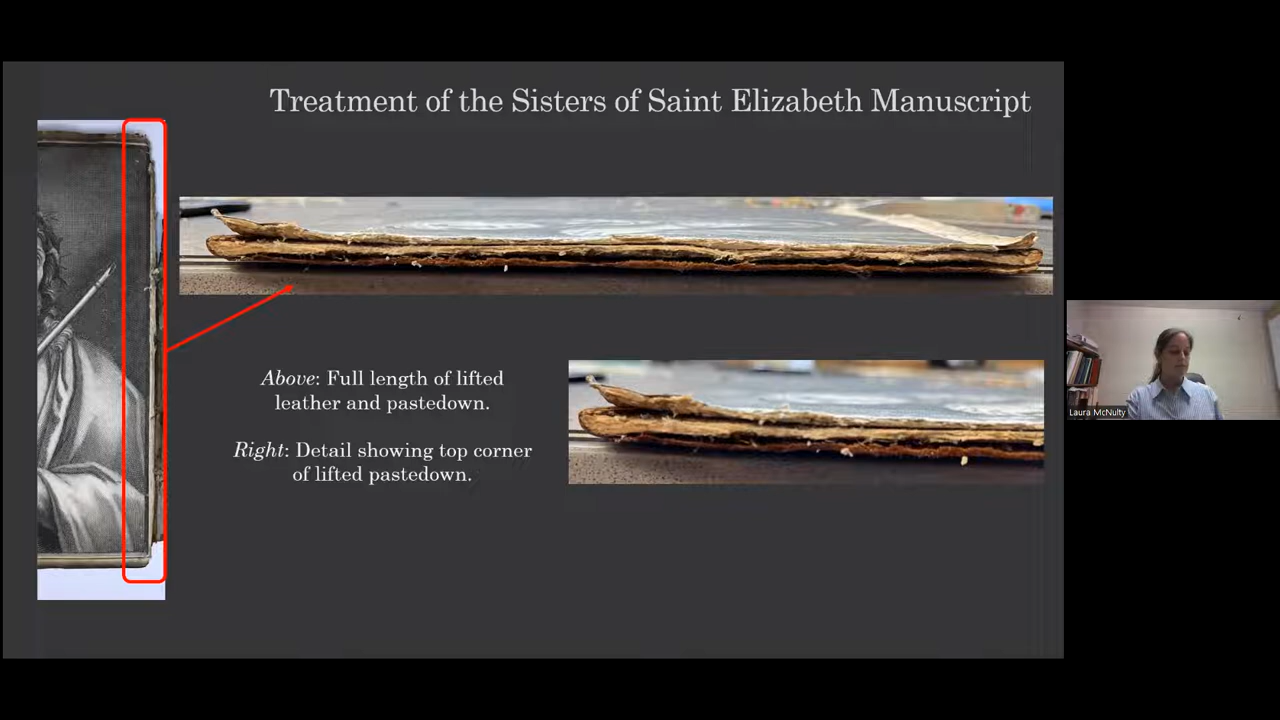 Treatment of the Sisters of Saint Elizabeth Manuscript
Above: Full length of lifted
leather and pastedown.
Right: Detail showing top corner
of lifted pastedown.
Laura McNulty